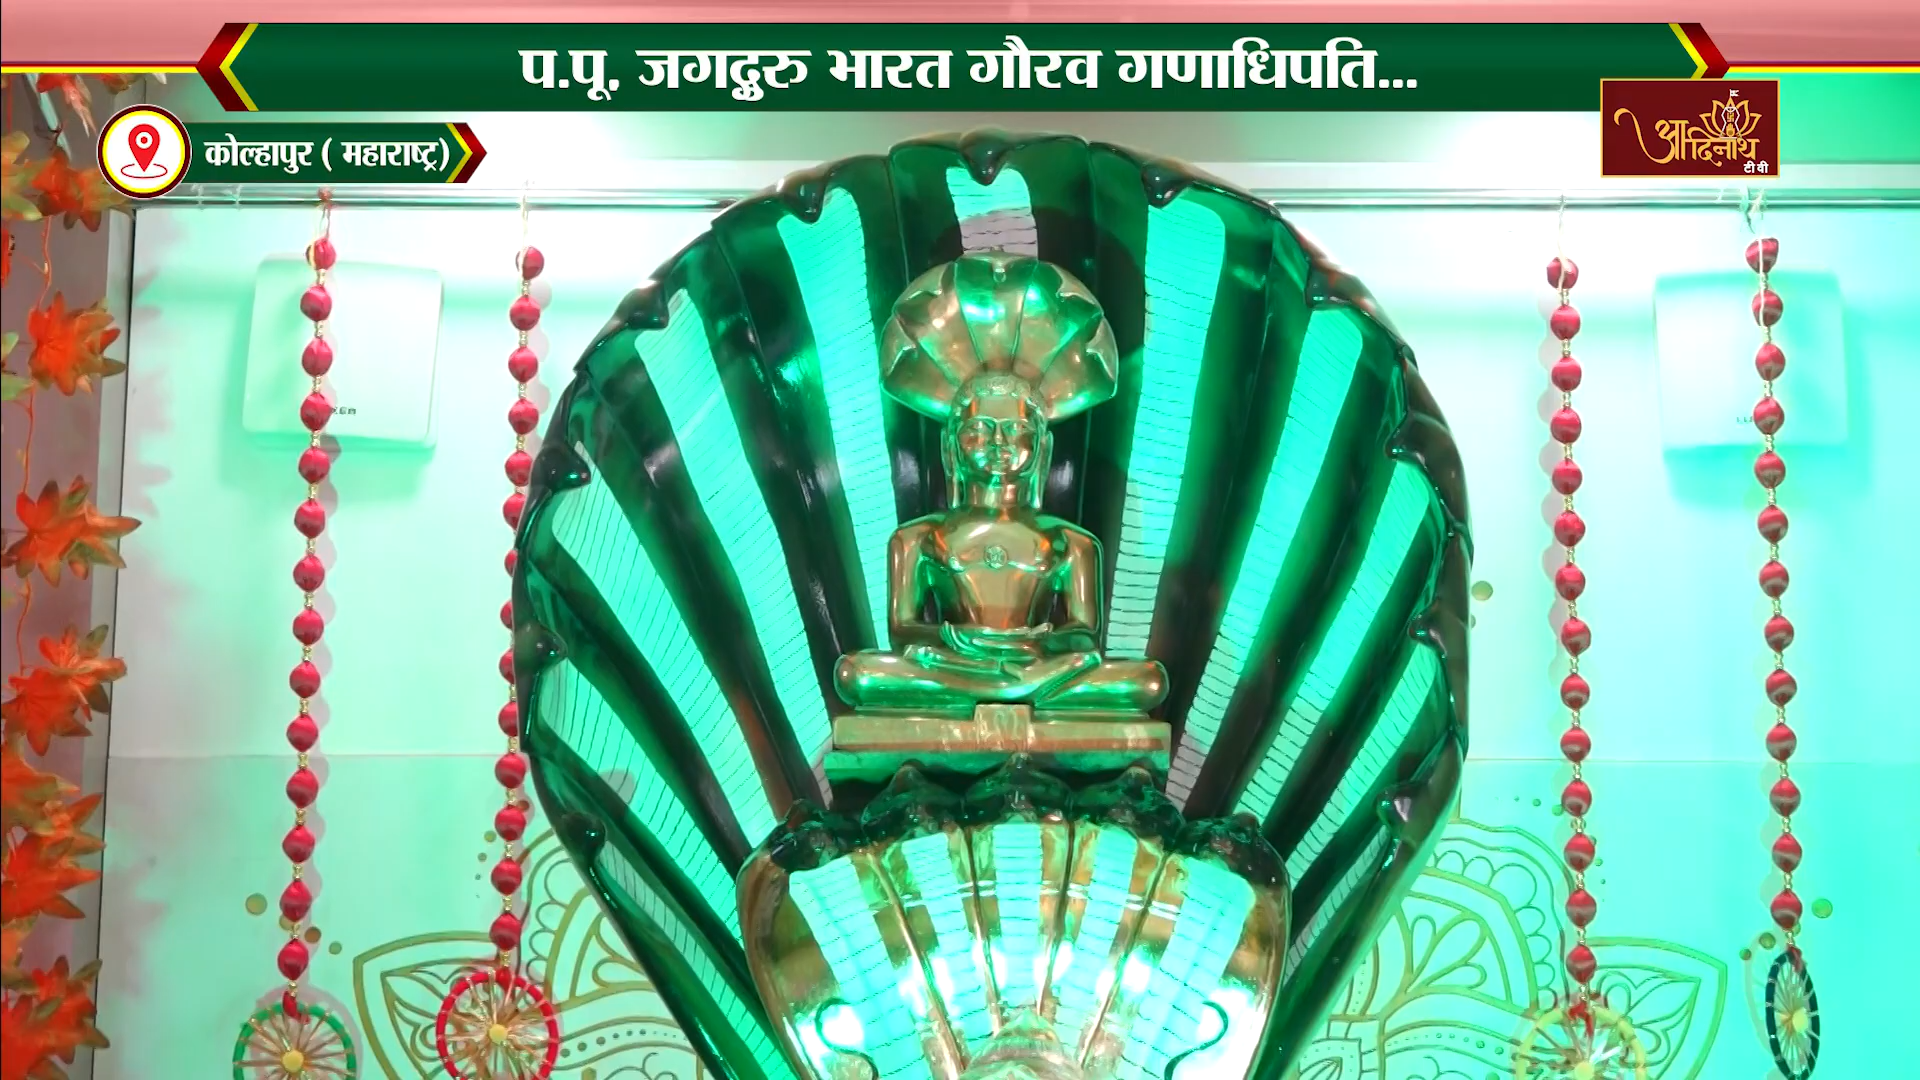 प.पू. जगद्गुरु भारत गौरव गणाधिपति...
कोल्हापुर ( महाराष्ट्र)
आदिनाथ
टीवी